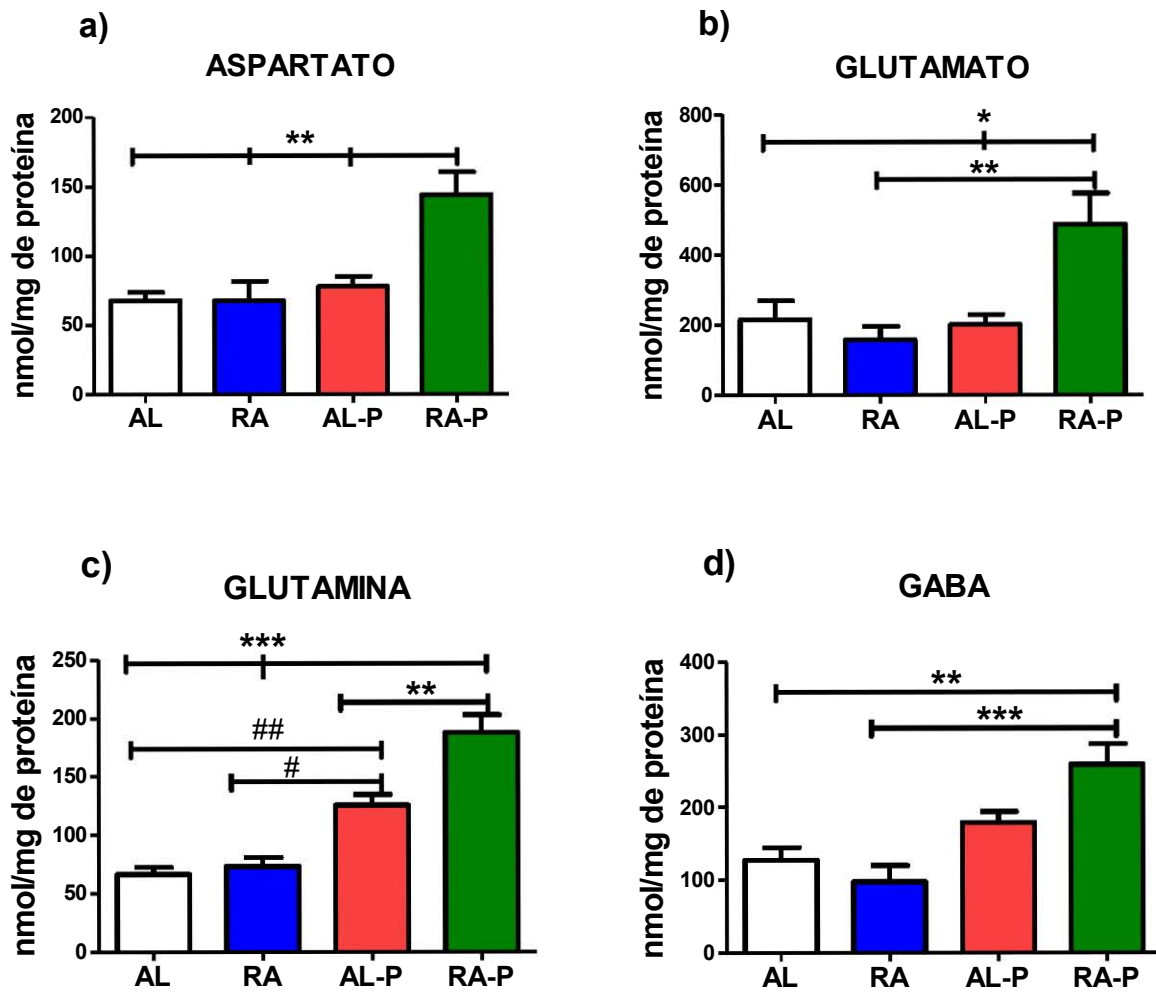 a)
ASPARTATO
nmol/mg de proteína
200
150
100
50
0
**
AL RA AL-P RA-P
b)
GLUTAMATO
nmol/mg de proteína
800
600
400
200
0
*
**
AL RA AL-P RA-P
c)
GLUTAMINA
nmol/mg de proteína
250
200
150
100
50
0
***
**
##
#
AL RA AL-P RA-P
d)
GABA
nmol/mg de proteína
400
300
200
100
0
**
***
AL RA AL-P RA-P